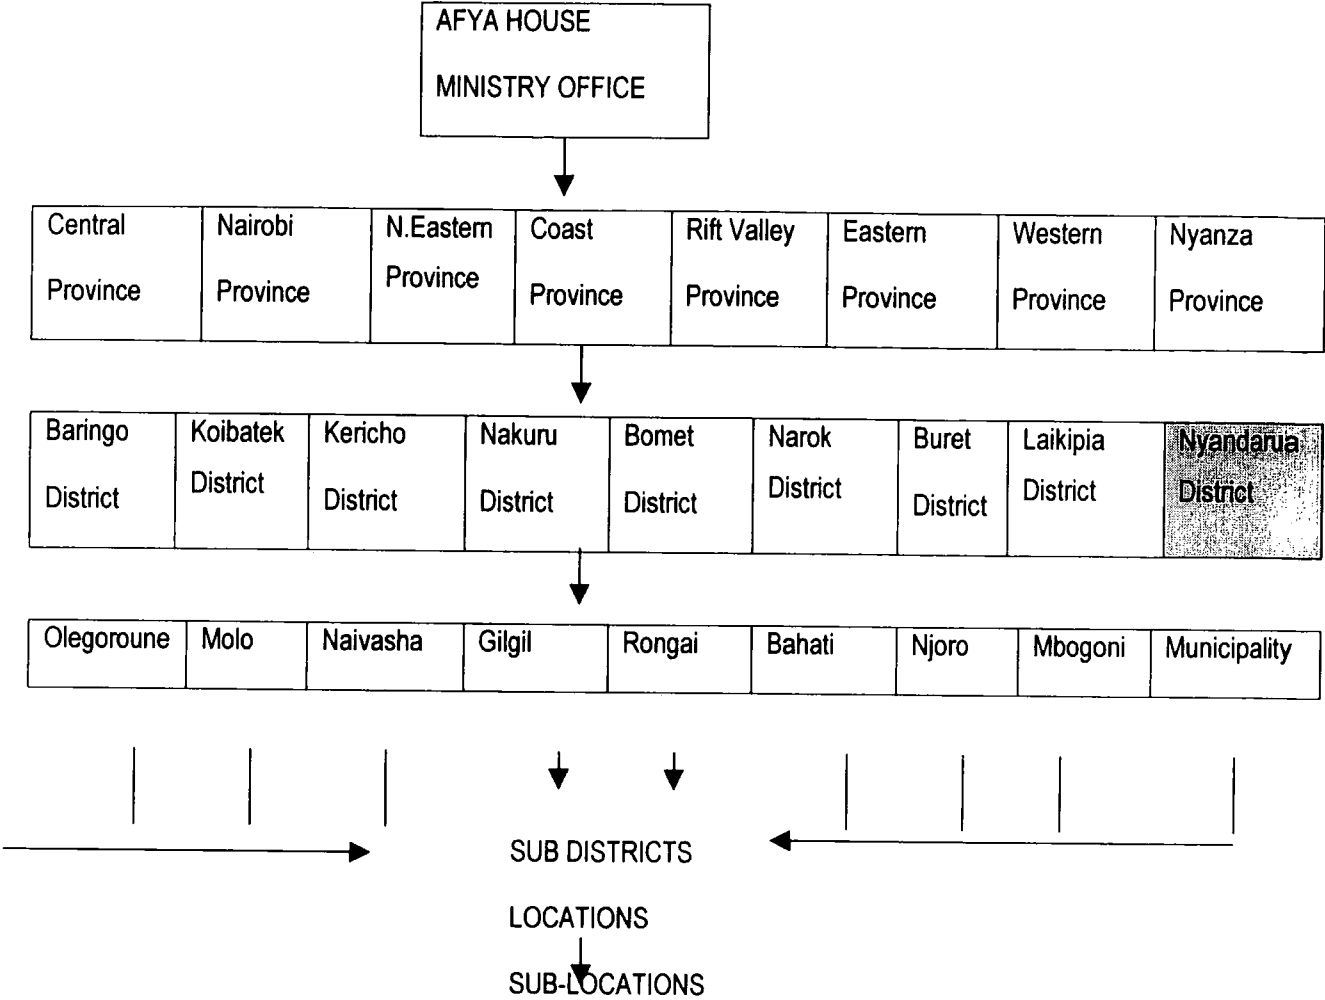 AFYA HOUSE
MINISTRY OFFICE
Central Province
Nairobi Province
N.Eastern Province
Coast Province
Rift Valley Province
Eastern Province
Western Province
Nyanza Province
Baringo District
Koibatek District
Kericho District
Nakuru District
Bomet District
Narok District
Buret District
Laikipia District
Nyandarua District
Olegoroune
Molo
Naivasha
Gilgil
Rongai
Bahati
Njoro
Mbogoni
Municipality
SUB DISTRICTS
LOCATIONS
SUB-LOCATIONS